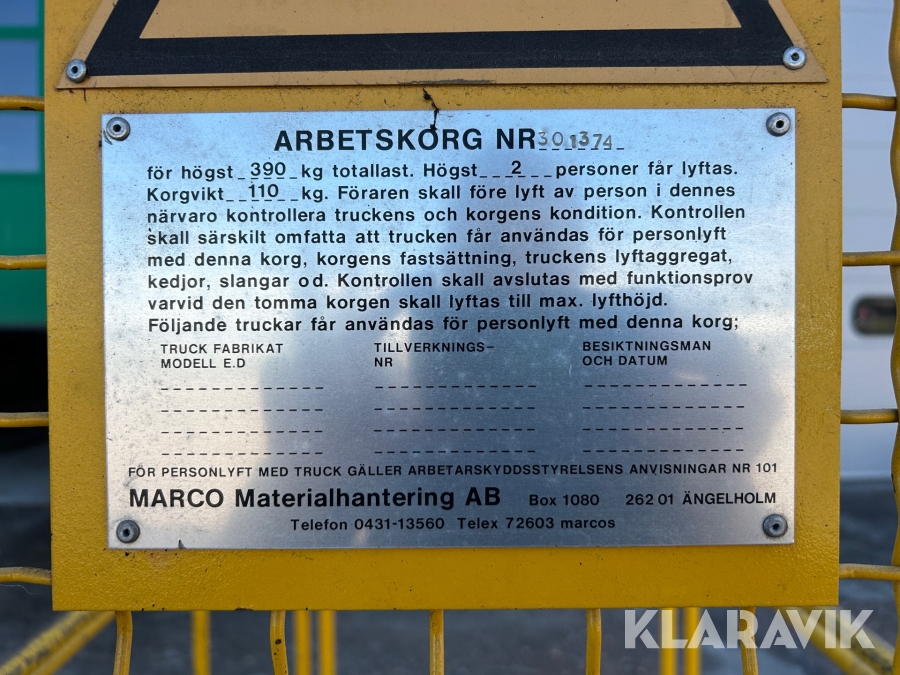 ARBETSKORG NR 301374
för högst 390 kg totallast. Högst 2 personer får lyftas.
Korgvikt 110 kg. Föraren skall före lyft av person i dennes
närvaro kontrollera truckens och korgens kondition. Kontrollen
skall särskilt omfatta att trucken får användas för personlyft
med denna korg, korgens fastsättning, truckens lyftaggregat,
kedjor, slangar od. Kontrollen skall avslutas med funktionsprov
varvid den tomma korgen skall lyftas till max. lyfthöjd.
Följande truckar får användas för personlyft med denna korg;
TRUCK FABRIKAT TILLVERKNINGS- BESIKTNINGSMAN
MODELL E.D NR OCH DATUM
FÖR PERSONLYFT MED TRUCK GÄLLER ARBETARSKYDDSSTYRELSENS ANVISNINGAR NR 101
MARCO Materialhantering AB Box 1080 262 01 ÄNGELHOLM
Telefon 0431-13560 Telex 72603 marcos
KLARAVIK